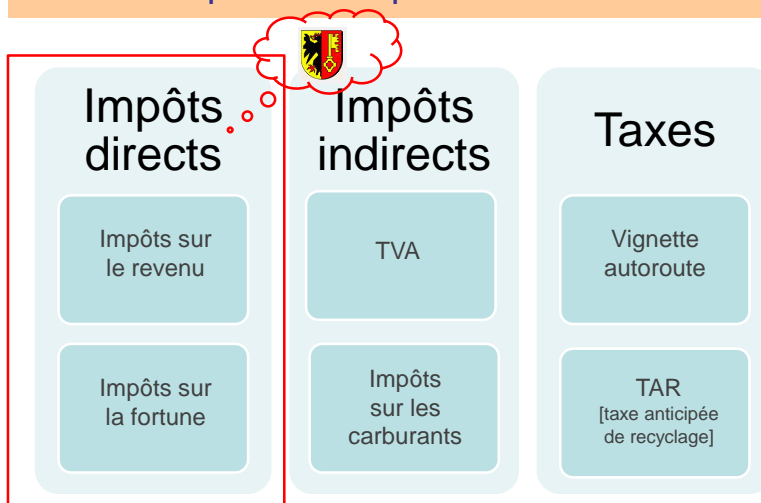 Impôts
directs
Impôts sur
le revenu
Impôts sur
la fortune
Impôts
indirects
TVA
Impôts
sur les
carburants
Taxes
Vignette
autoroute
TAR
[taxe anticipée
de recyclage]